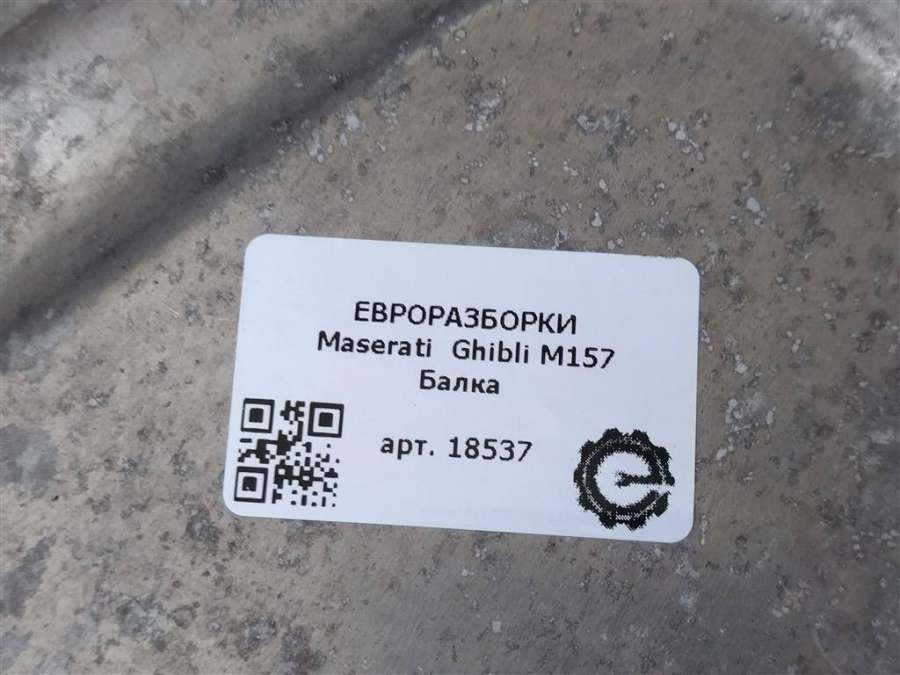 ЕВРОРАЗБОРКИ
Maserati Ghibli M157
Балка
арт. 18537